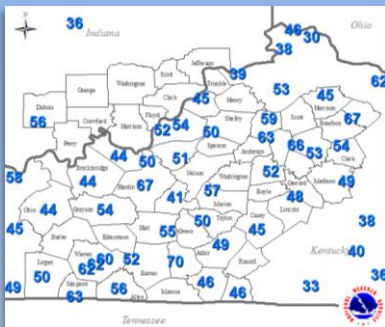 Ohio
36
Indiana
46
30
38
Jefferson
Scott
Washington
39
62
Orange
Trimble
53
45
Clark
45
Henry
Harrison
Dubois
56
Floyd
54
Shelby
59
Scott
67
Crawford
Harrison
52
50
Bourbon
Perry
63
66
54
44
50
51
Spencer
Anderson
53
Clark
58
Breckinridge
Nelson
Washington
52
44
Hardin
67
57
Boyle
Garrard
Madison
49
41
48
Ohio
44
Grayson
54
Marion
Lincoln
Taylor
50
Casey
38
Hart
55
Green
45
Butler
Edmonson
49
Kentucky
Warren
60
52
70
Adair
40
Logan
62
52
Barren
Russell
50
36
49
Simpson
56
46
33
63
Allen
Monroe
46
Tennessee
NATIONAL WEATHER SERVICE